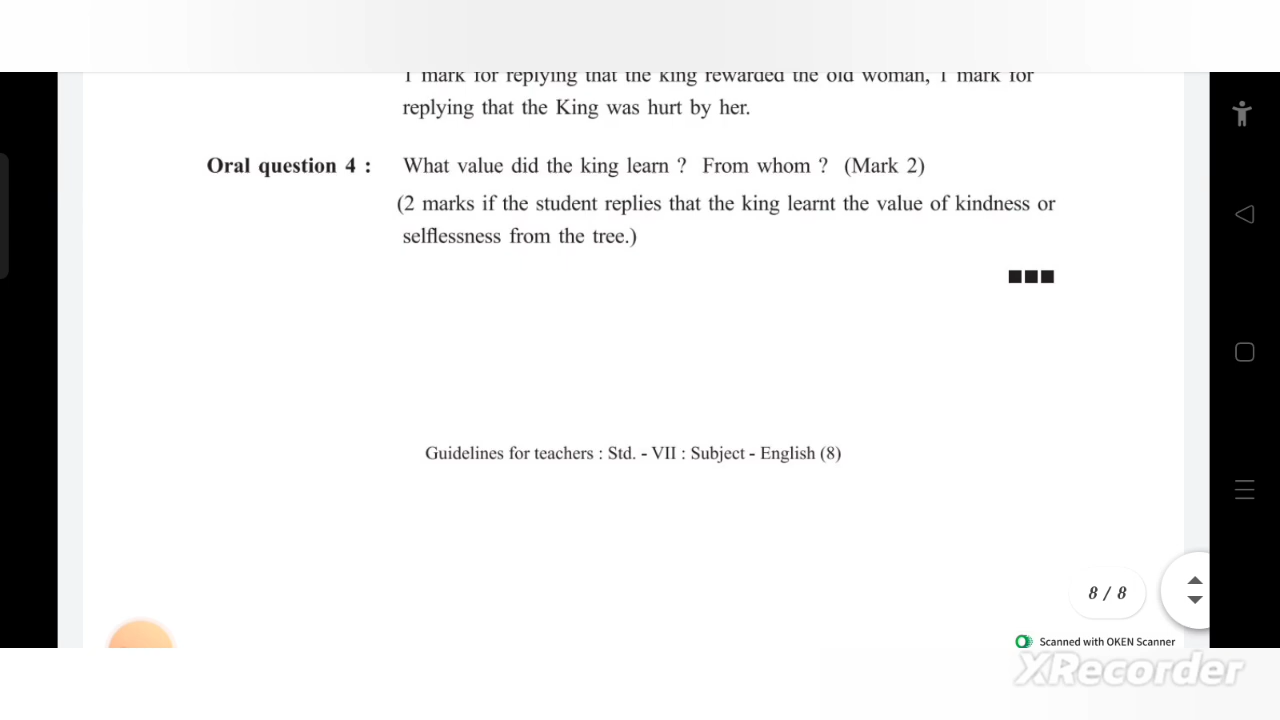 1 mark for replying that the king rewarded the old woman, 1 mark for
replying that the King was hurt by her.
Oral question 4 : What value did the king learn ? From whom ? (Mark 2)
(2 marks if the student replies that the king learnt the value of kindness or
selflessness from the tree.)
Guidelines for teachers : Std. - VII : Subject - English (8)
8 / 8
Scanned with OKEN Scanner
XRecorder